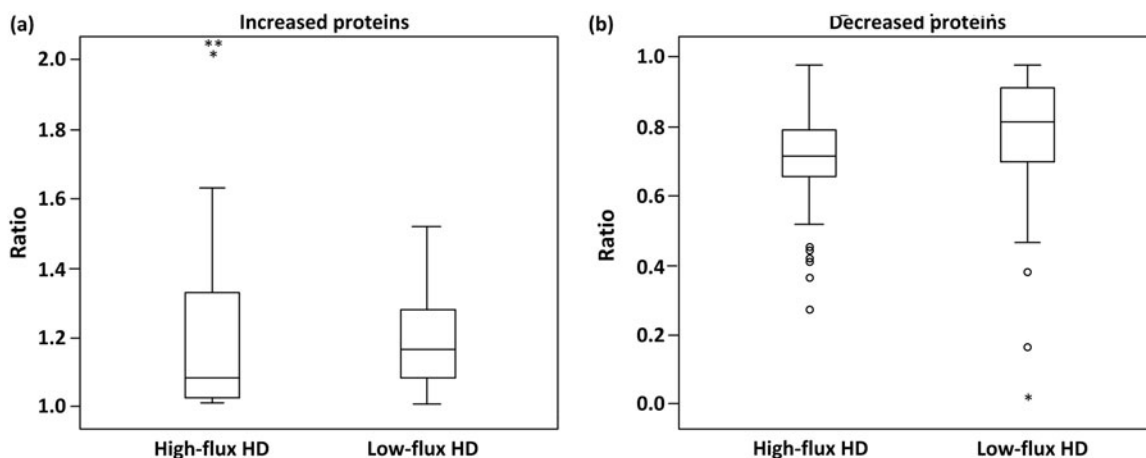 (a) Increased proteins
Ratio
2.0
1.8
1.6
1.4
1.2
1.0
**
*
High-flux HD Low-flux HD
(b) Decreased proteins
Ratio
1.0
0.8
0.6
0.4
0.2
0.0
*
High-flux HD Low-flux HD